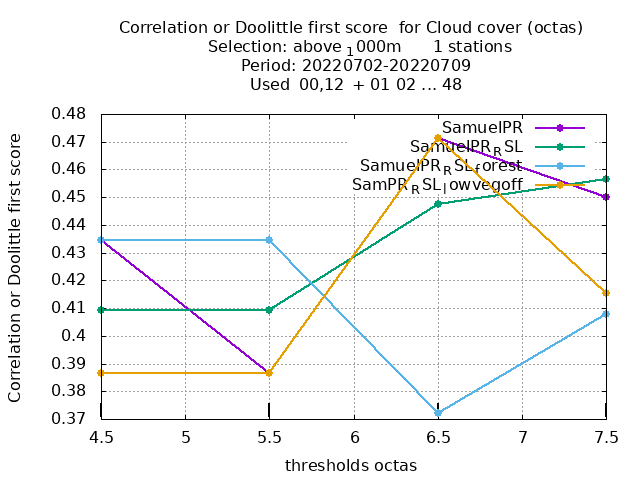 Correlation or Doolittle first score  for Cloud cover (octas)
Selection: above 1000m      1 stations
Period: 20220702-20220709
Used  00,12  + 01 02 ... 48
Correlation or Doolittle first score
0.48
0.47
0.46
0.45
0.44
0.43
0.42
0.41
0.4
0.39
0.38
0.37
SamuelPR
SamuelPRRSL
SamuelPRRSLforest
SamPRRSLlowvegoff
4.5 5 5.5 6 6.5 7 7.5
thresholds octas